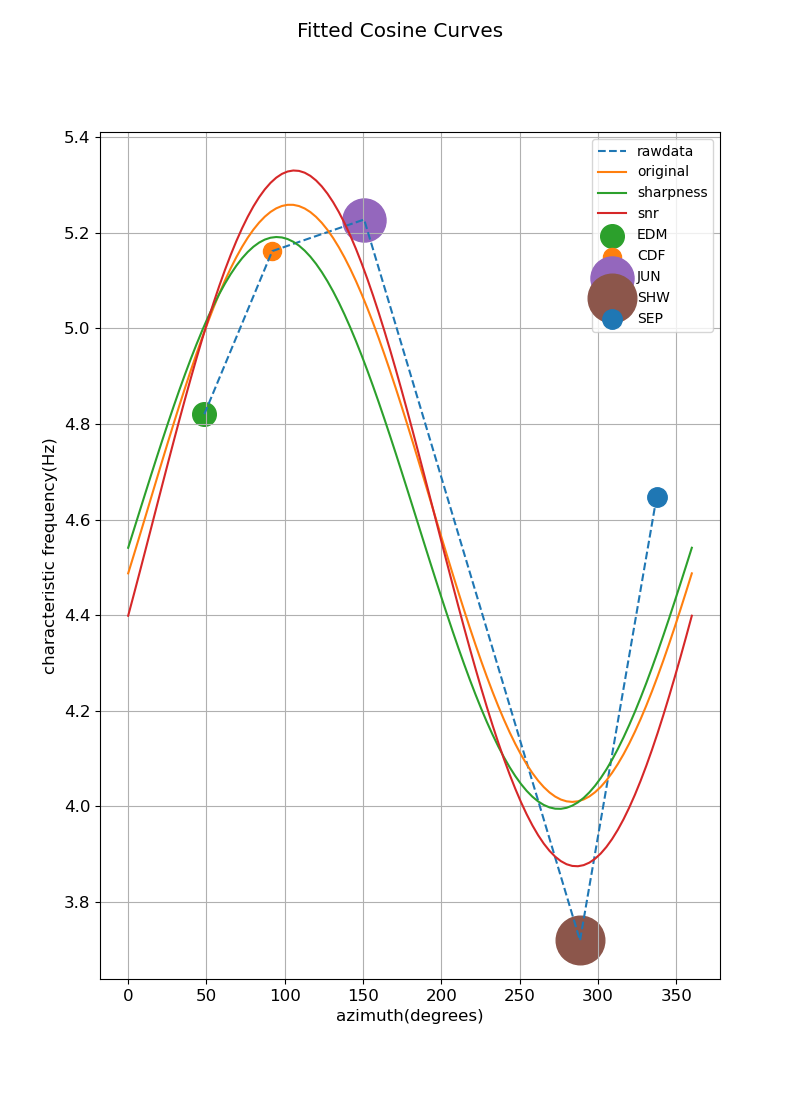 Fitted Cosine Curves
5.4
5.2
5.0
4.8
4.6
4.4
4.2
4.0
3.8
characteristic frequency(Hz)
rawdata
original
sharpness
snr
EDM
CDF
JUN
SHW
SEP
0 50 100 150 200 250 300 350
azimuth(degrees)